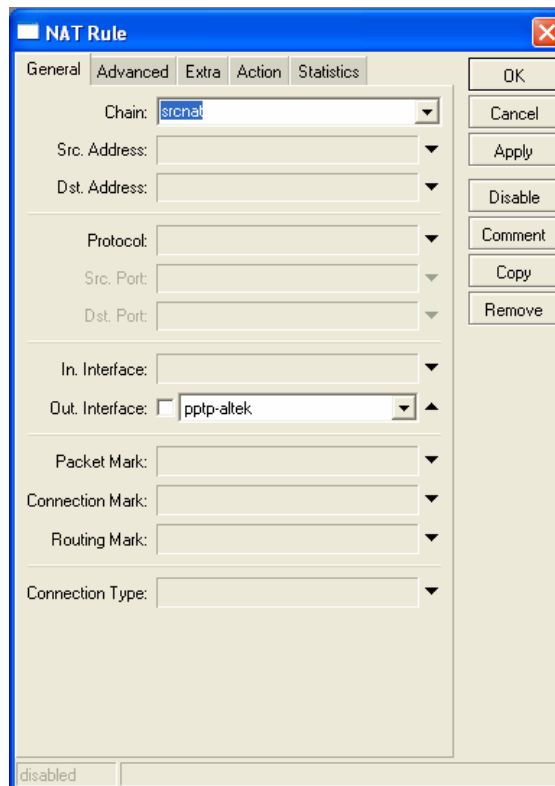 NAT Rule
General Advanced Extra Action Statistics
OK
Chain: srcnat
Cancel
Src. Address:
Apply
Dst. Address:
Disable
Protocol:
Comment
Src. Port:
Copy
Dst. Port:
Remove
In. Interface:
Out. Interface: pptp-altek
Packet Mark:
Connection Mark:
Routing Mark:
Connection Type:
disabled